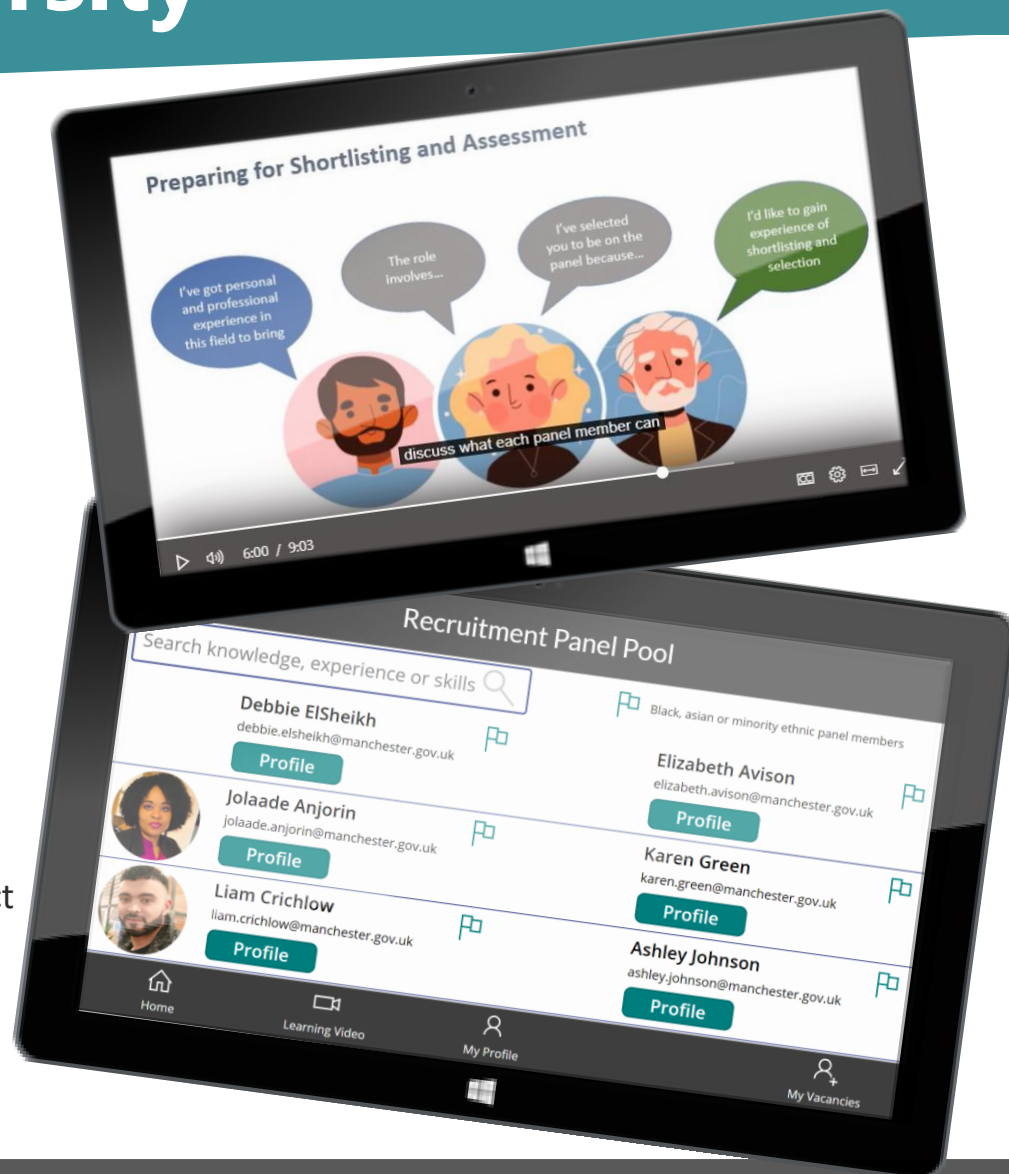 rsity
Preparing for Shortlisting and Assessment
I've got personal
and professional
experience in
this field to bring
The role
involves...
I've selected
you to be on the
panel because...
I'd like to gain
experience of
shortlisting and
selection
discuss what each panel member can
CC
6:00 / 9:03
Recruitment Panel Pool
Search knowledge, experience or skills
Black, asian or minority ethnic panel members
Debbie ElSheikh
debbie.elsheikh@manchester.gov.uk
Profile
Elizabeth Avison
elizabeth.avison@manchester.gov.uk
Profile
Jolaade Anjorin
jolaade.anjorin@manchester.gov.uk
Profile
Karen Green
karen.green@manchester.gov.uk
Profile
Liam Crichlow
liam.crichlow@manchester.gov.uk
Profile
Ashley Johnson
ashley.johnson@manchester.gov.uk
Profile
ct
Home
Learning Video
My Profile
My Vacancies